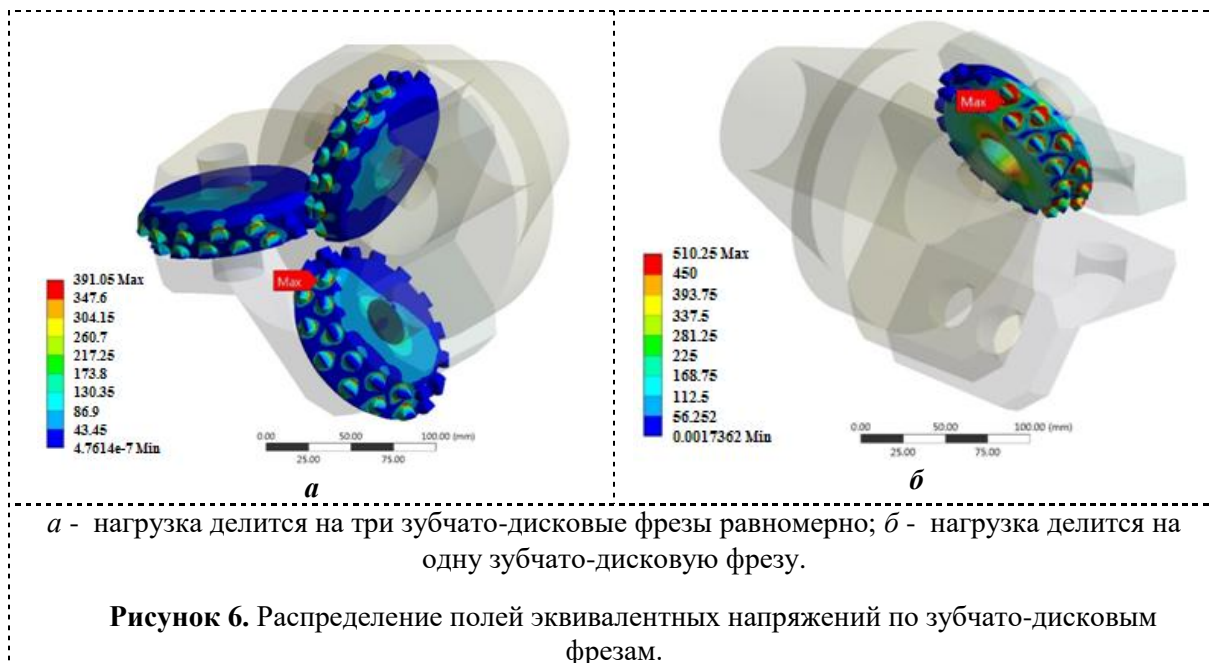 391.05 Max
347.6
304.15
260.7
217.25
173.8
130.35
86.9
43.45
4.7614e-7 Min
Max
0.00 50.00 100.00 (mm)
25.00 75.00
а
510.25 Max
450
393.75
337.5
281.25
225
168.75
112.5
56.252
0.0017362 Min
Max
0.00 50.00 100.00 (mm)
25.00 75.00
б
а - нагрузка делится на три зубчато-дисковые фрезы равномерно; б - нагрузка делится на
одну зубчато-дисковую фрезу.
Рисунок 6. Распределение полей эквивалентных напряжений по зубчато-дисковым
фрезам.